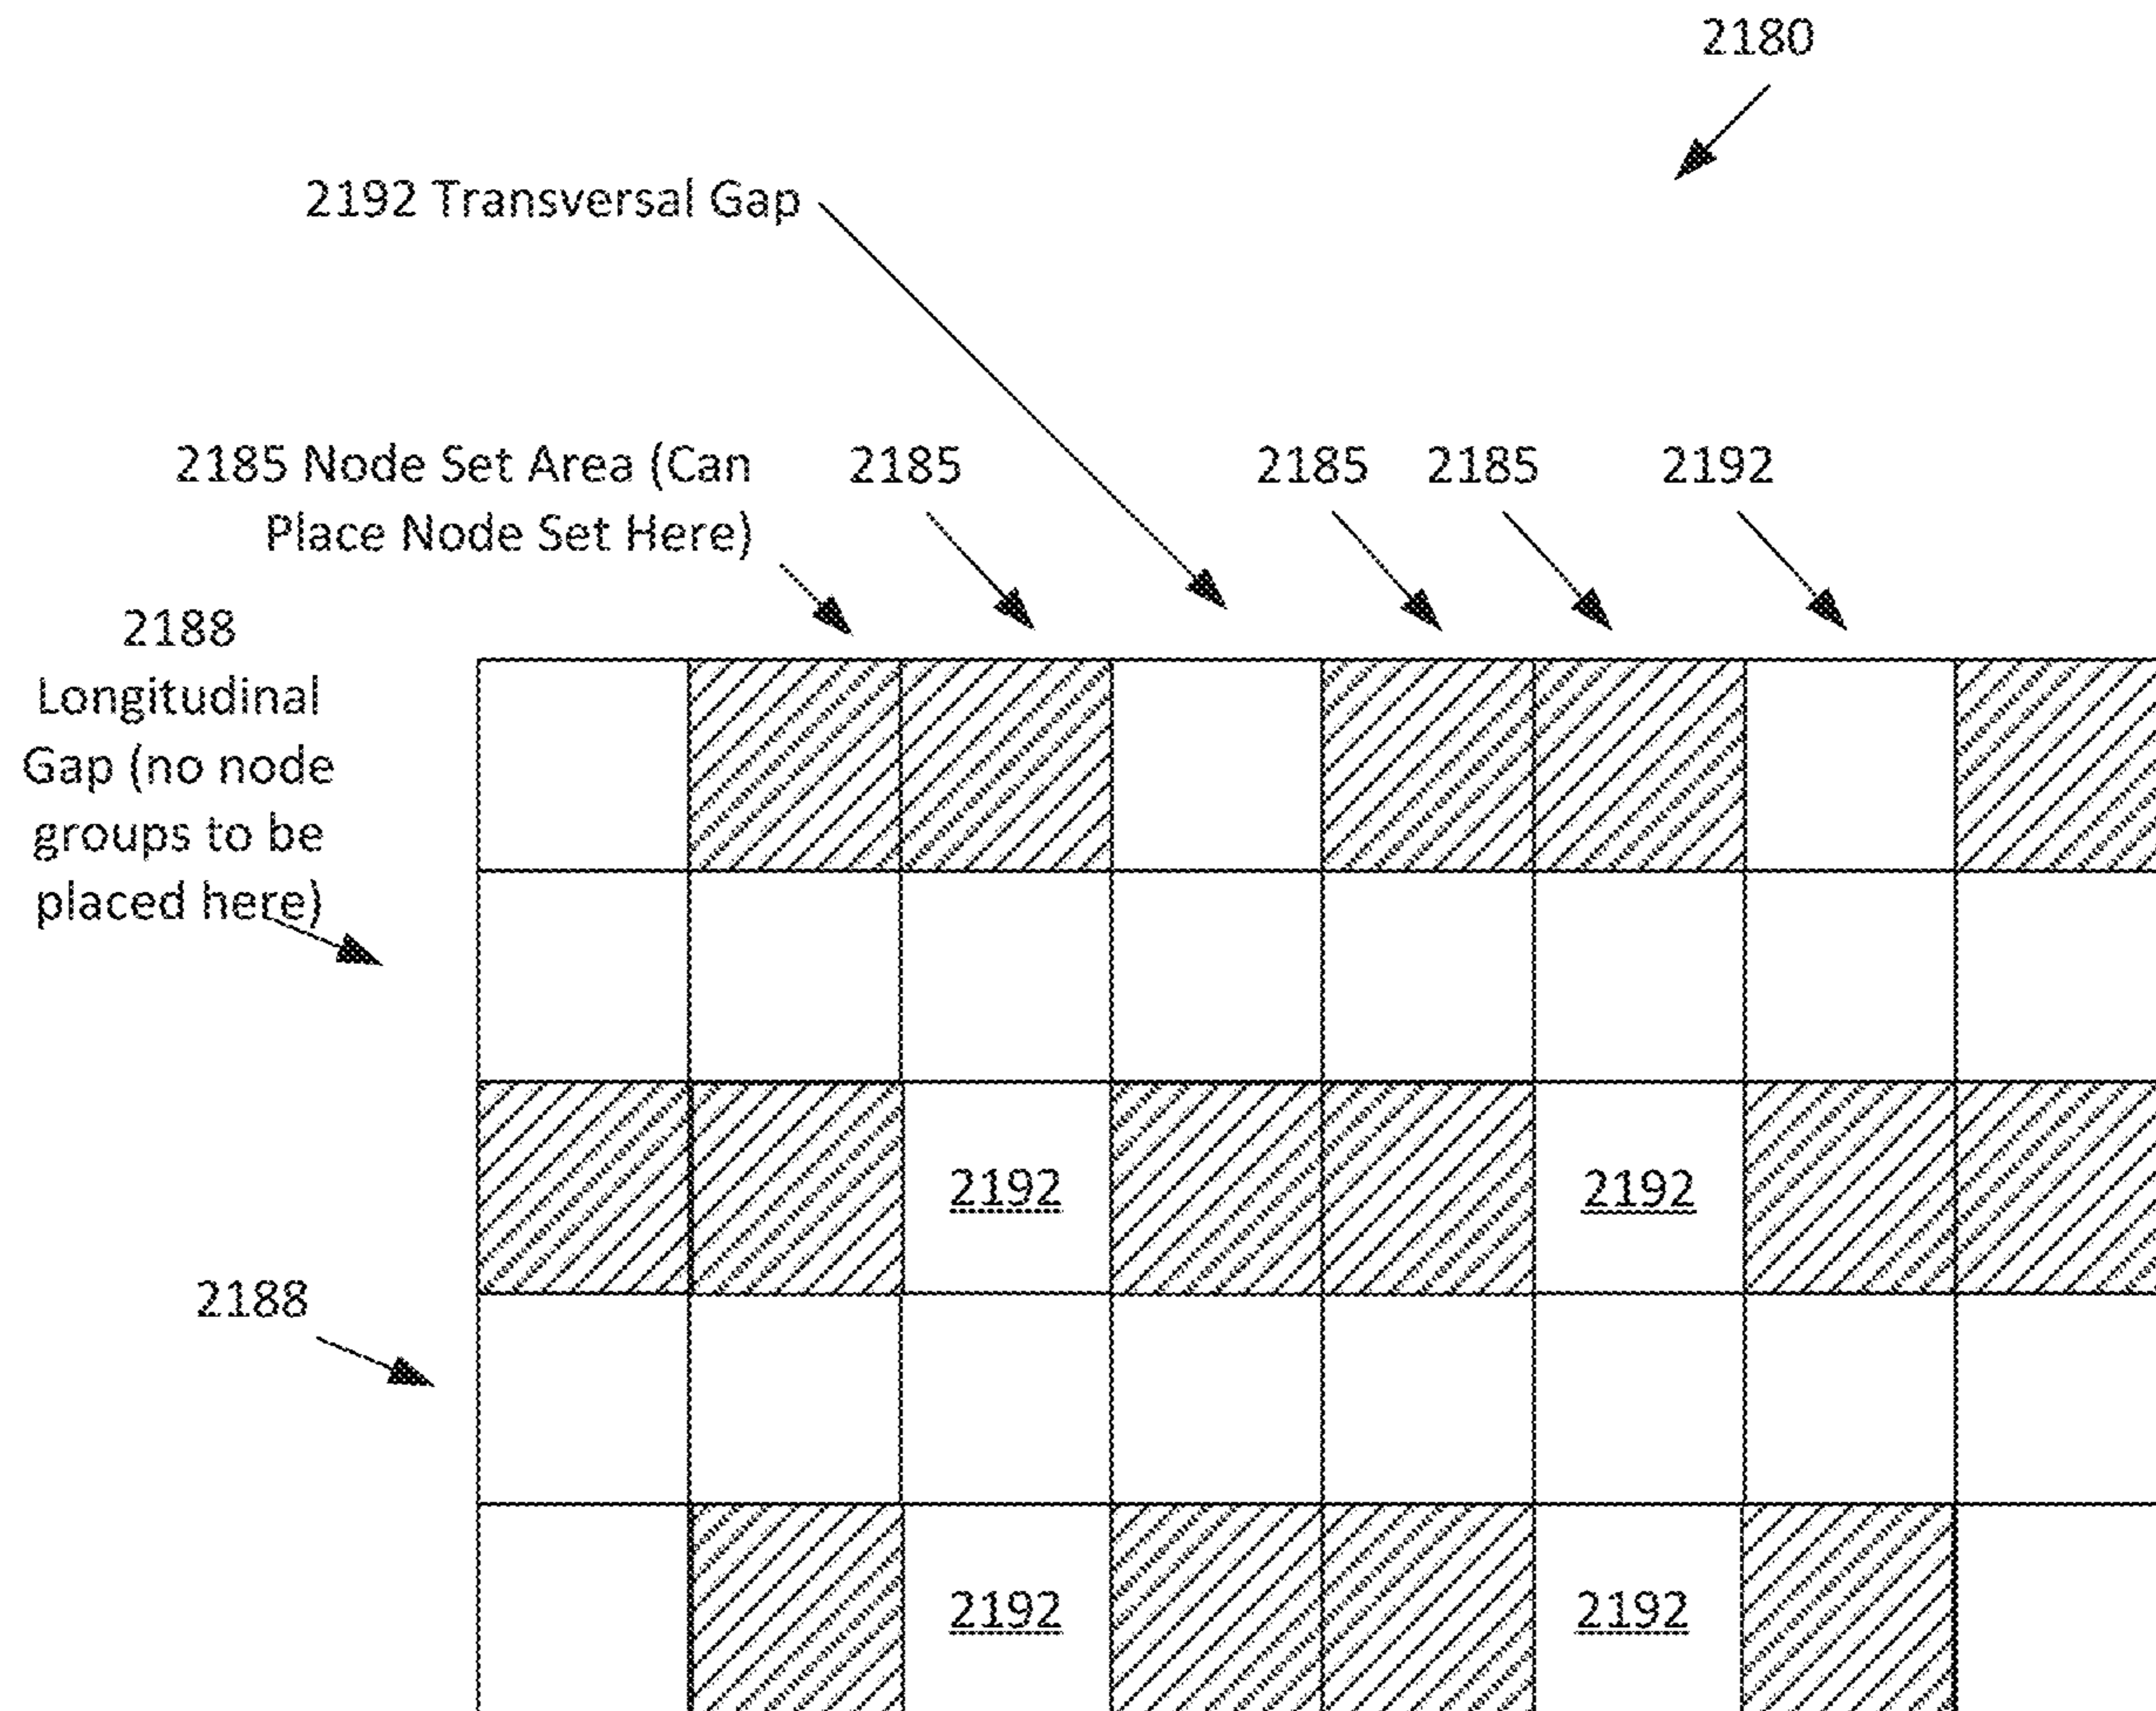 2180
2192 Transversal Gap
2185 Node Set Area (Can
Place Node Set Here)
2185
2185
2185
2192
2188
Longitudinal
Gap (no node
groups to be
placed here)
2192
2192
2188
2192
2192